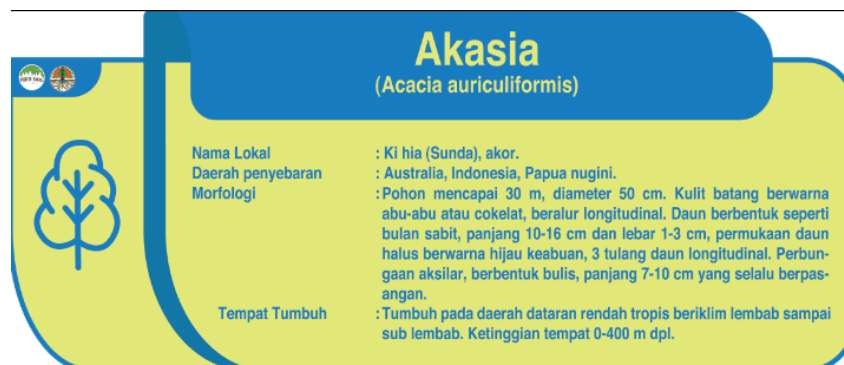 Akasia
(Acacia auriculiformis)
Nama Lokal : Ki hia (Sunda), akor.
Daerah penyebaran : Australia, Indonesia, Papua nugini.
Morfologi : Pohon mencapai 30 m, diameter 50 cm. Kulit batang berwarna
abu-abu atau cokelat, beralur longitudinal. Daun berbentuk seperti
bulan sabit, panjang 10-16 cm dan lebar 1-3 cm, permukaan daun
halus berwarna hijau keabuan, 3 tulang daun longitudinal. Perbun-
gaan aksilar, berbentuk bulis, panjang 7-10 cm yang selalu berpas-
angan.
Tempat Tumbuh : Tumbuh pada daerah dataran rendah tropis beriklim lembab sampai
sub lembab. Ketinggian tempat 0-400 m dpl.